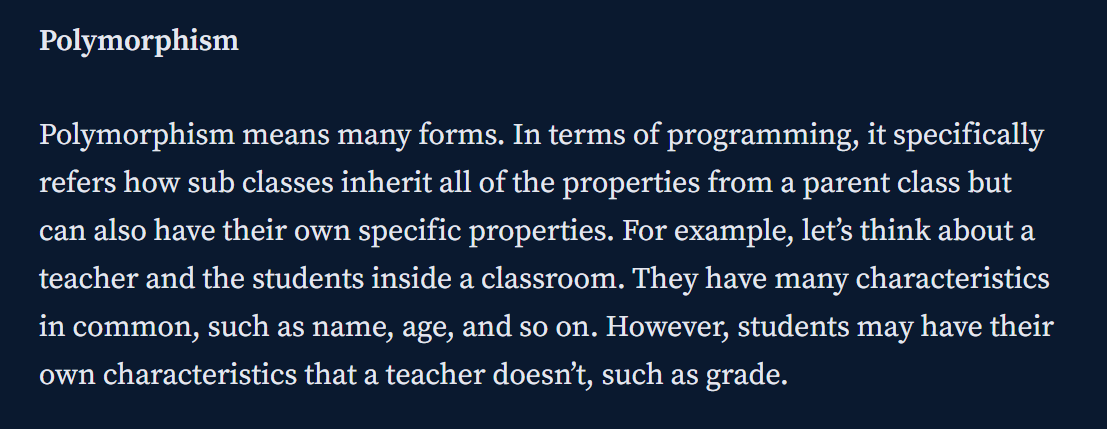 Polymorphism
Polymorphism means many forms. In terms of programming, it specifically
refers how sub classes inherit all of the properties from a parent class but
can also have their own specific properties. For example, let’s think about a
teacher and the students inside a classroom. They have many characteristics
in common, such as name, age, and so on. However, students may have their
own characteristics that a teacher doesn’t, such as grade.